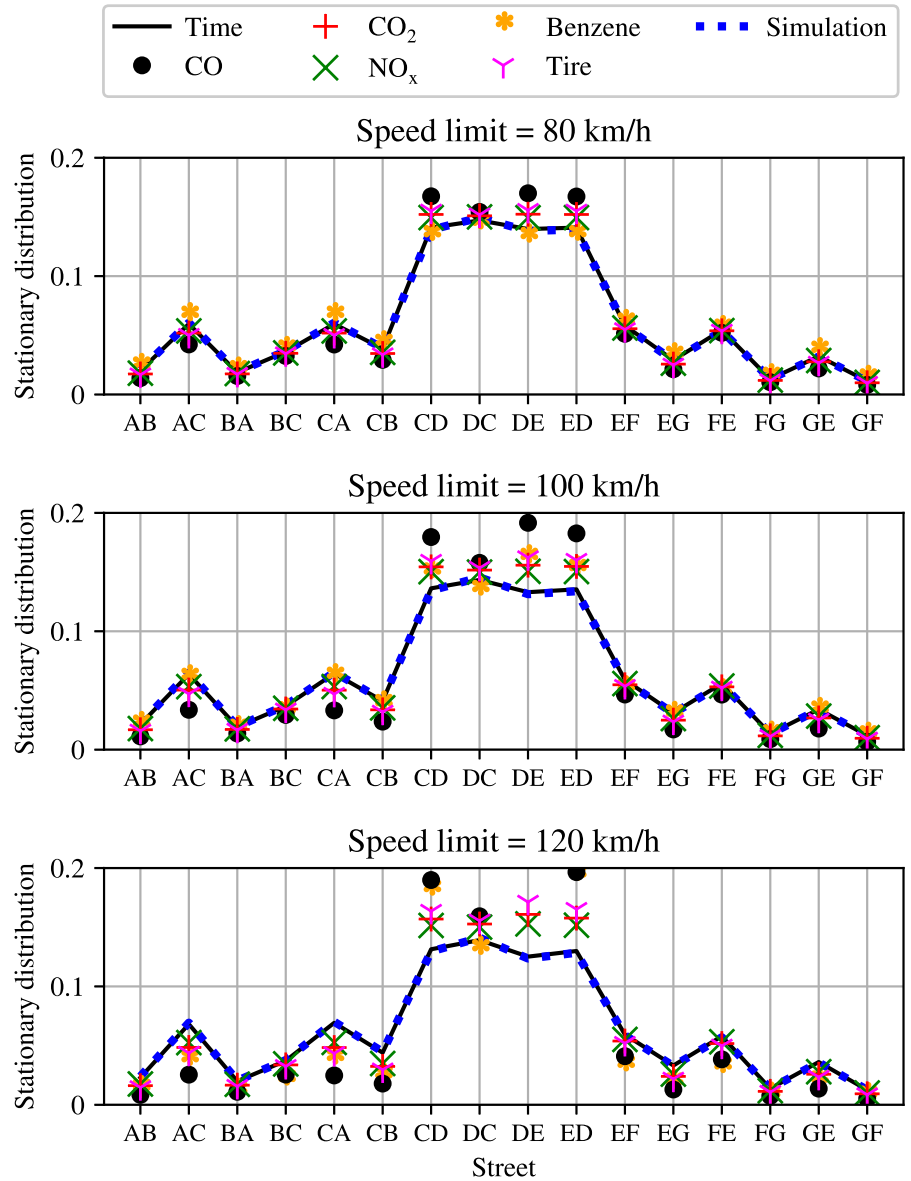 Time CO₂ Benzene Simulation
CO NOₓ Tire
Speed limit = 80 km/h
Stationary distribution
0.2
0.1
0
AB AC BA BC CA CB CD DC DE ED EF EG FE FG GE GF
Speed limit = 100 km/h
Stationary distribution
0.2
0.1
0
AB AC BA BC CA CB CD DC DE ED EF EG FE FG GE GF
Speed limit = 120 km/h
Stationary distribution
0.2
0.1
0
AB AC BA BC CA CB CD DC DE ED EF EG FE FG GE GF
Street